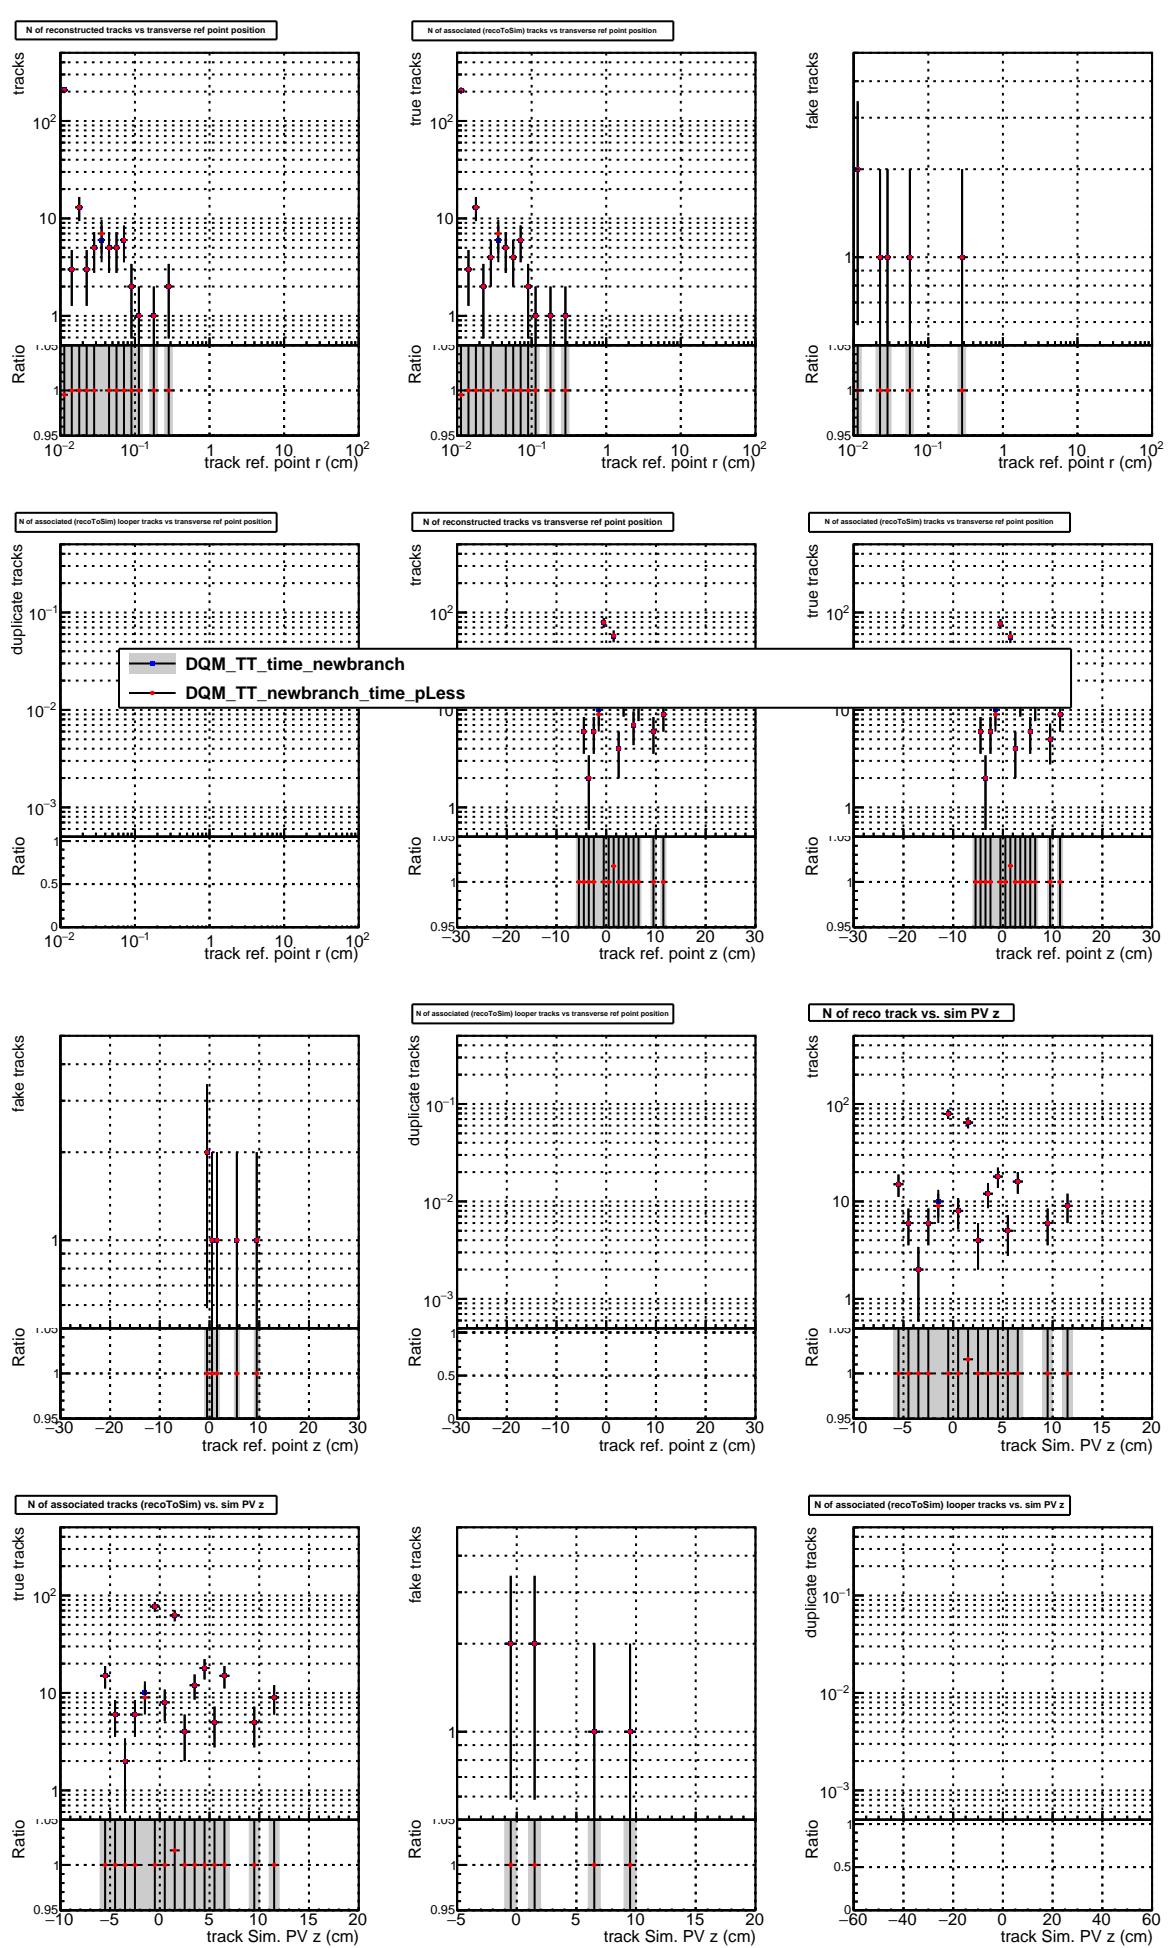 N of reconstructed tracks vs transverse ref point position
tracks
10²
10
1
Ratio
1.05
1
0.95
10⁻² 10⁻¹ 1 10 10²
track ref. point r (cm)
N of associated (recoToSim) tracks vs transverse ref point position
true tracks
10²
10
1
Ratio
1.05
1
0.95
10⁻² 10⁻¹ 1 10 10²
track ref. point r (cm)
fake tracks
1
Ratio
1.05
1
0.95
10⁻² 10⁻¹ 1 10 10²
track ref. point r (cm)
N of associated (recoToSim) looper tracks vs transverse ref point position
duplicate tracks
10⁻¹
10⁻²
10⁻³
Ratio
1
0.5
0
10⁻² 10⁻¹ 1 10 10²
track ref. point r (cm)
N of reconstructed tracks vs transverse ref point position
tracks
10²
10
1
Ratio
1.05
1
0.95
−30 −20 −10 0 10 20 30
track ref. point z (cm)
N of associated (recoToSim) tracks vs transverse ref point position
true tracks
10²
10
1
Ratio
1.05
1
0.95
−30 −20 −10 0 10 20 30
track ref. point z (cm)
DQM_TT_time_newbranch
DQM_TT_newbranch_time_pLess
fake tracks
1
Ratio
1.05
1
0.95
−30 −20 −10 0 10 20 30
track ref. point z (cm)
N of associated (recoToSim) looper tracks vs transverse ref point position
duplicate tracks
10⁻¹
10⁻²
10⁻³
Ratio
1
0.5
0
−30 −20 −10 0 10 20 30
track ref. point z (cm)
N of reco track vs. sim PV z
tracks
10²
10
1
Ratio
1.05
1
0.95
−10 −5 0 5 10 15 20
track Sim. PV z (cm)
N of associated tracks (recoToSim) vs. sim PV z
true tracks
10²
10
1
Ratio
1.05
1
0.95
−10 −5 0 5 10 15 20
track Sim. PV z (cm)
fake tracks
1
Ratio
1.05
1
0.95
−5 0 5 10 15 20
track Sim. PV z (cm)
N of associated (recoToSim) looper tracks vs. sim PV z
duplicate tracks
10⁻¹
10⁻²
10⁻³
Ratio
1
0.5
0
−60 −40 −20 0 20 40 60
track Sim. PV z (cm)